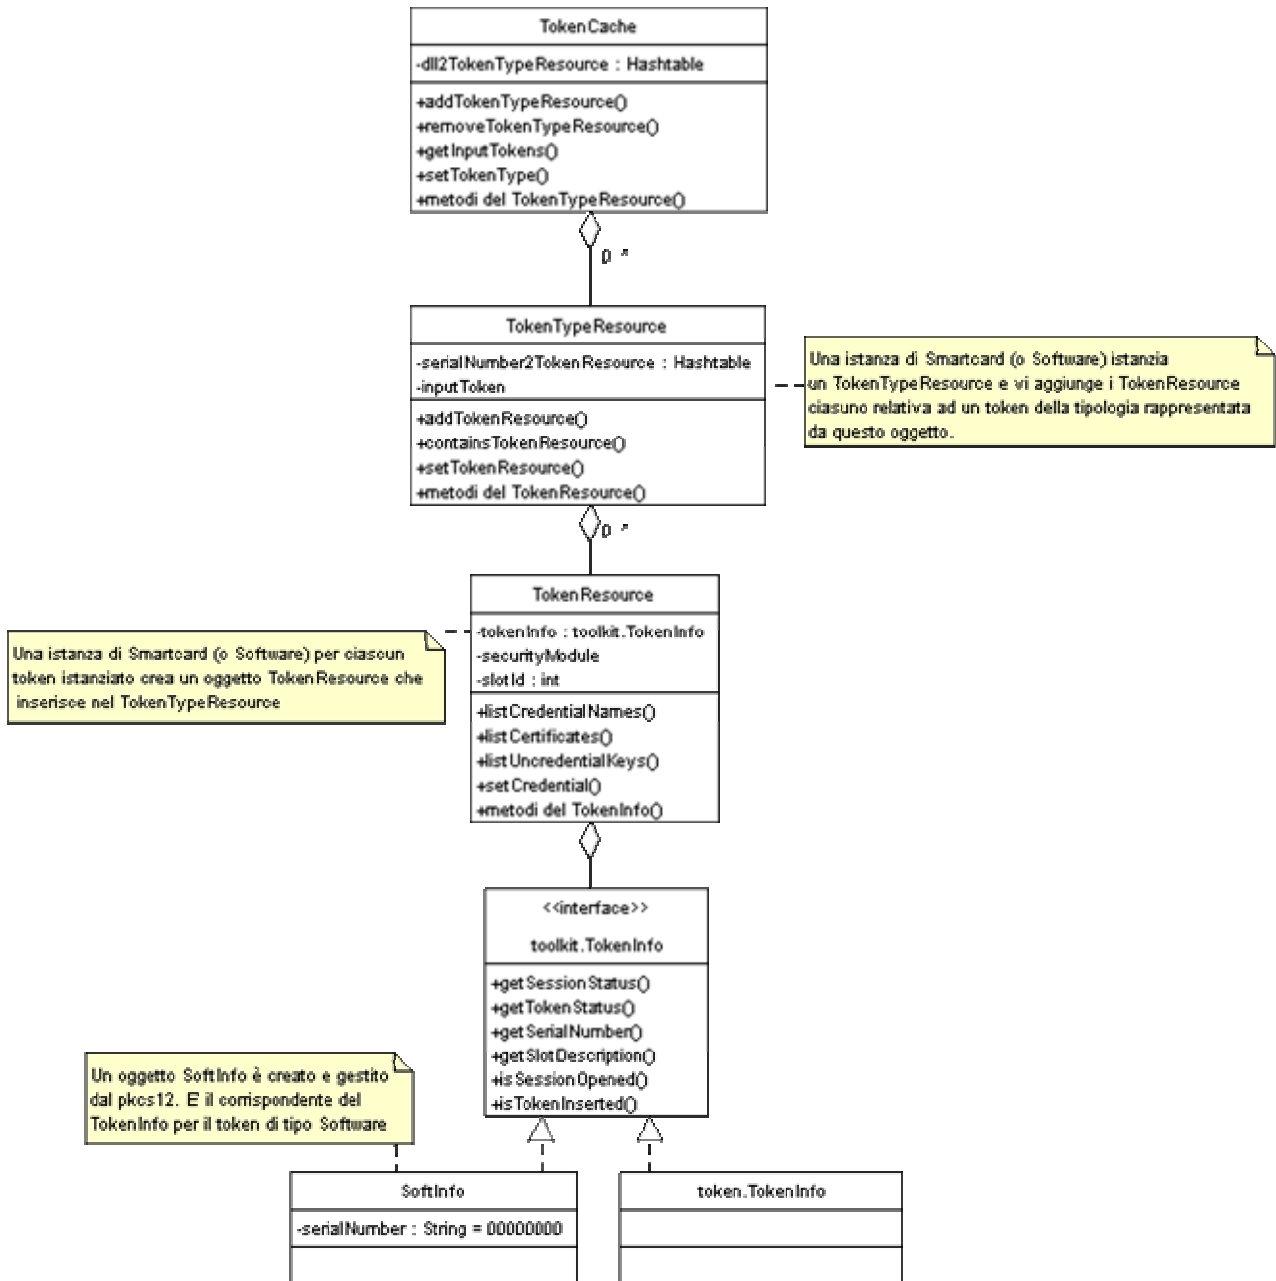 TokenCache
-dll2TokenTypeResource : Hashtable
+addTokenTypeResource()
+removeTokenTypeResource()
+getInputTokens()
+setTokenType()
+metodi del TokenTypeResource()
0 *
TokenTypeResource
-serialNumber2TokenResource : Hashtable
-inputToken
+addTokenResource()
+containsTokenResource()
+setTokenResource()
+metodi del TokenResource()
Una istanza di Smartcard (o Software) istanzia
un TokenTypeResource e vi aggiunge i TokenResource
ciasuno relativa ad un token della tipologia rappresentata
da questo oggetto.
0 *
TokenResource
-tokenInfo : toolkit.TokenInfo
-securityModule
-slotId : int
+listCredentialNames()
+listCertificates()
+listUncredentialKeys()
+setCredential()
+metodi del TokenInfo()
Una istanza di Smartcard (o Software) per ciascun
token istanziato crea un oggetto TokenResource che
inserisce nel TokenTypeResource
<<interface>>
toolkit.TokenInfo
+getSessionStatus()
+getTokenStatus()
+getSerialNumber()
+getSlotDescription()
+isSessionOpened()
+isTokenInserted()
Un oggetto SoftInfo è creato e gestito
dal pkcs12. E il corrispondente del
TokenInfo per il token di tipo Software
SoftInfo
-serialNumber : String = 00000000
token.TokenInfo